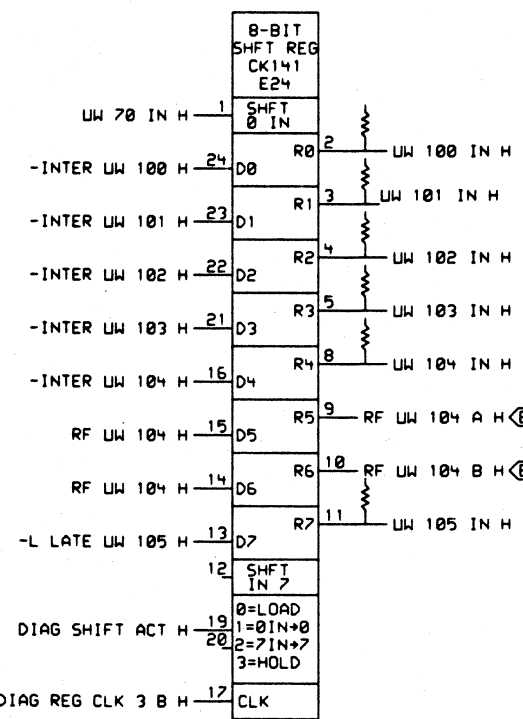 8-BIT
SHFT REG
CK141
E24
UW 70 IN H 1 SHFT
0 IN
R0 2 UW 100 IN H
-INTER UW 100 H 24 D0
R1 3 UW 101 IN H
-INTER UW 101 H 23 D1
R2 4 UW 102 IN H
-INTER UW 102 H 22 D2
R3 5 UW 103 IN H
-INTER UW 103 H 21 D3
R4 8 UW 104 IN H
-INTER UW 104 H 16 D4
R5 9 RF UW 104 A H
RF UW 104 H 15 D5
R6 10 RF UW 104 B H
RF UW 104 H 14 D6
R7 11 UW 105 IN H
-L LATE UW 105 H 13 D7
12 SHFT
IN 7
0=LOAD
DIAG SHIFT ACT H 19 1=0IN→0
20 2=7IN→7
3=HOLD
DIAG REG CLK 3 B H 17 CLK